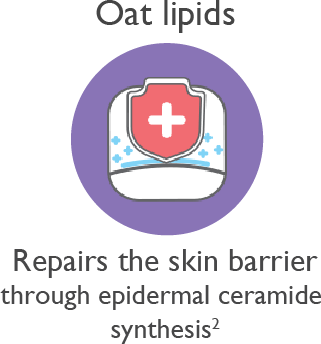 Oat lipids
Repairs the skin barrier
through epidermal ceramide
synthesis²